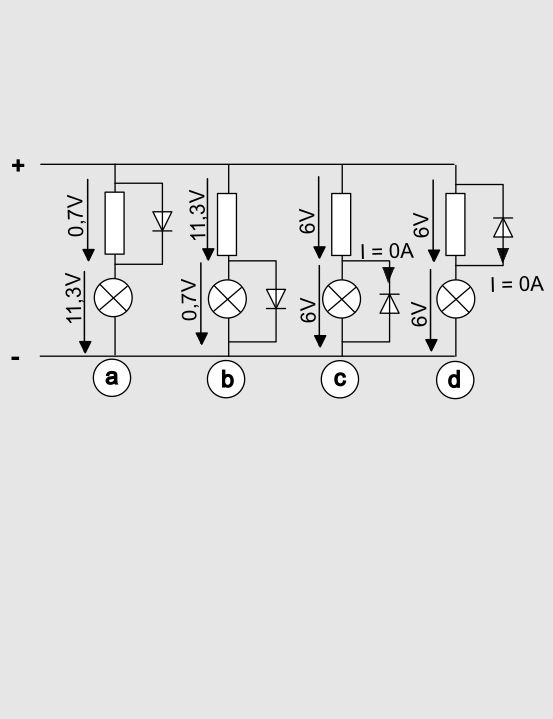 +
0,7V
11,3V
6V
6V
I = 0A
11,3V
0,7V
6V
6V
I = 0A
-
a
b
c
d